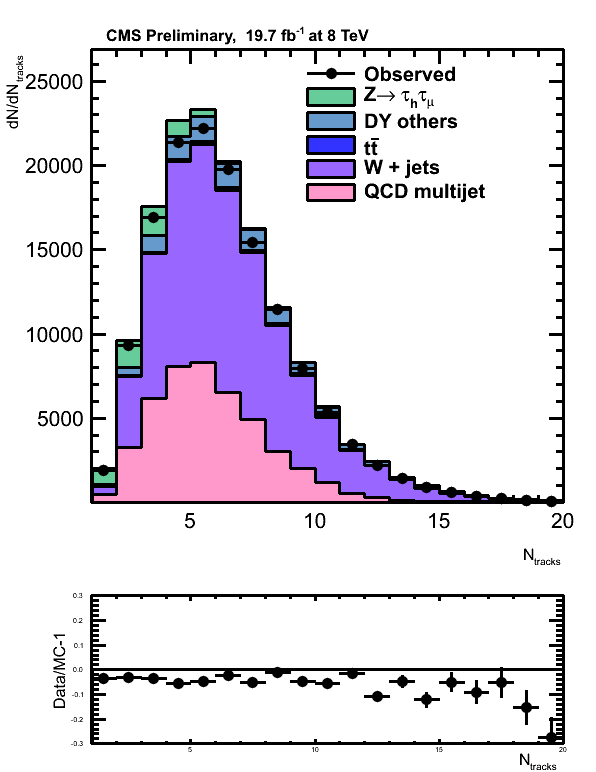 CMS Preliminary, 19.7 fb⁻¹ at 8 TeV
dN/dN_tracks
25000
20000
15000
10000
5000
Observed
Z→ τ_hτ_μ
DY others
tt̄
W + jets
QCD multijet
5 10 15 20
N_tracks
Data/MC-1
0.3
0.2
0.1
0.0
-0.1
-0.2
-0.3
5 10 15 20
N_tracks